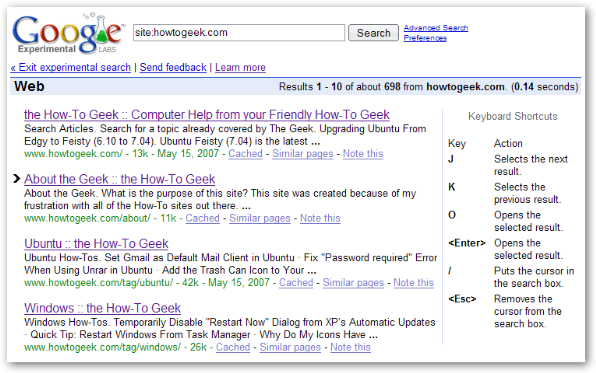 Google
Experimental LABS
site:howtogeek.com
Search
Advanced Search
Preferences
« Exit experimental search | Send feedback | Learn more
Web
Results 1 - 10 of about 698 from howtogeek.com. (0.14 seconds)
the How-To Geek :: Computer Help from your Friendly How-To Geek
Search Articles. Search for a topic already covered by The Geek. Upgrading Ubuntu From
Edgy to Feisty (6.10 to 7.04). Ubuntu Feisty (7.04) is the latest ...
www.howtogeek.com/ - 13k - May 15, 2007 - Cached - Similar pages - Note this
About the Geek :: the How-To Geek
About the Geek. What is the purpose of this site? This site was created because of my
frustration with all of the How-To sites out there. ...
www.howtogeek.com/about/ - 11k - Cached - Similar pages - Note this
Ubuntu :: the How-To Geek
Ubuntu How-Tos. Set Gmail as Default Mail Client in Ubuntu · Fix "Password required" Error
When Using Unrar in Ubuntu · Add the Trash Can Icon to Your ...
www.howtogeek.com/tag/ubuntu/ - 42k - May 15, 2007 - Cached - Similar pages - Note this
Windows :: the How-To Geek
Windows How-Tos. Temporarily Disable "Restart Now" Dialog from XP's Automatic Updates
· Quick Tip: Restart Windows From Task Manager · Why Do My Icons Have ...
www.howtogeek.com/tag/windows/ - 26k - Cached - Similar pages - Note this
Keyboard Shortcuts
Key Action
J Selects the next
result.
K Selects the
previous result.
O Opens the
selected result.
<Enter> Opens the
selected result.
/ Puts the cursor in
the search box.
<Esc> Removes the
cursor from the
search box.